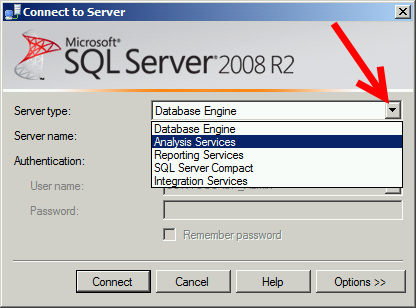 Connect to Server
Microsoft
SQL Server 2008 R2
Server type: Database Engine
Database Engine
Server name:
Analysis Services
Reporting Services
Authentication:
SQL Server Compact
Integration Services
User name:
Password:
Remember password
Connect Cancel Help Options >>